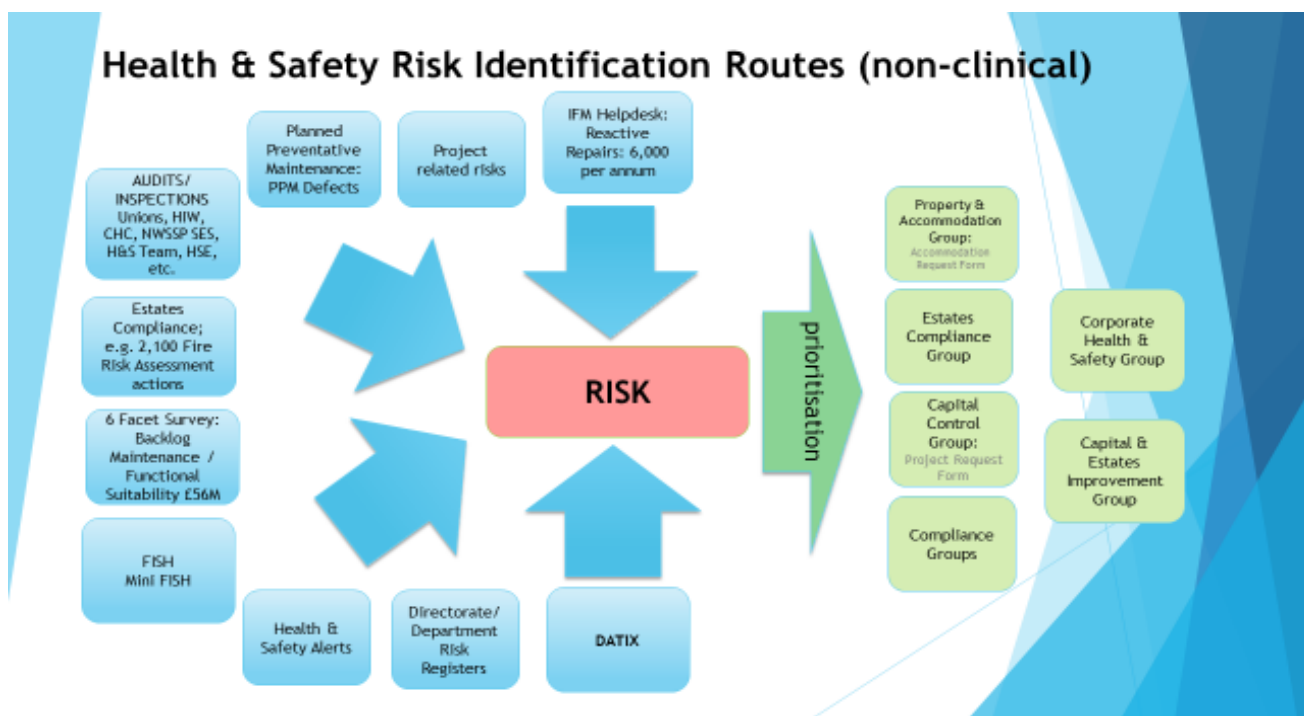 Health & Safety Risk Identification Routes (non-clinical)
Planned
Preventative
Maintenance:
PPM Defects
Project
related risks
IFM Helpdesk:
Reactive
Repairs: 6,000
per annum
AUDITS/
INSPECTIONS
Unions, HIW,
CHC, NWSSP SES,
H&S Team, HSE,
etc.
Estates
Compliance;
e.g. 2,100 Fire
Risk Assessment
actions
6 Facet Survey:
Backlog
Maintenance /
Functional
Suitability £56M
FISH
Mini FISH
Health &
Safety Alerts
Directorate/
Department
Risk
Registers
DATIX
RISK
prioritisation
Property &
Accommodation
Group:
Accommodation
Request Form
Estates
Compliance
Group
Capital
Control
Group:
Project Request
Form
Compliance
Groups
Corporate
Health &
Safety Group
Capital &
Estates
Improvement
Group